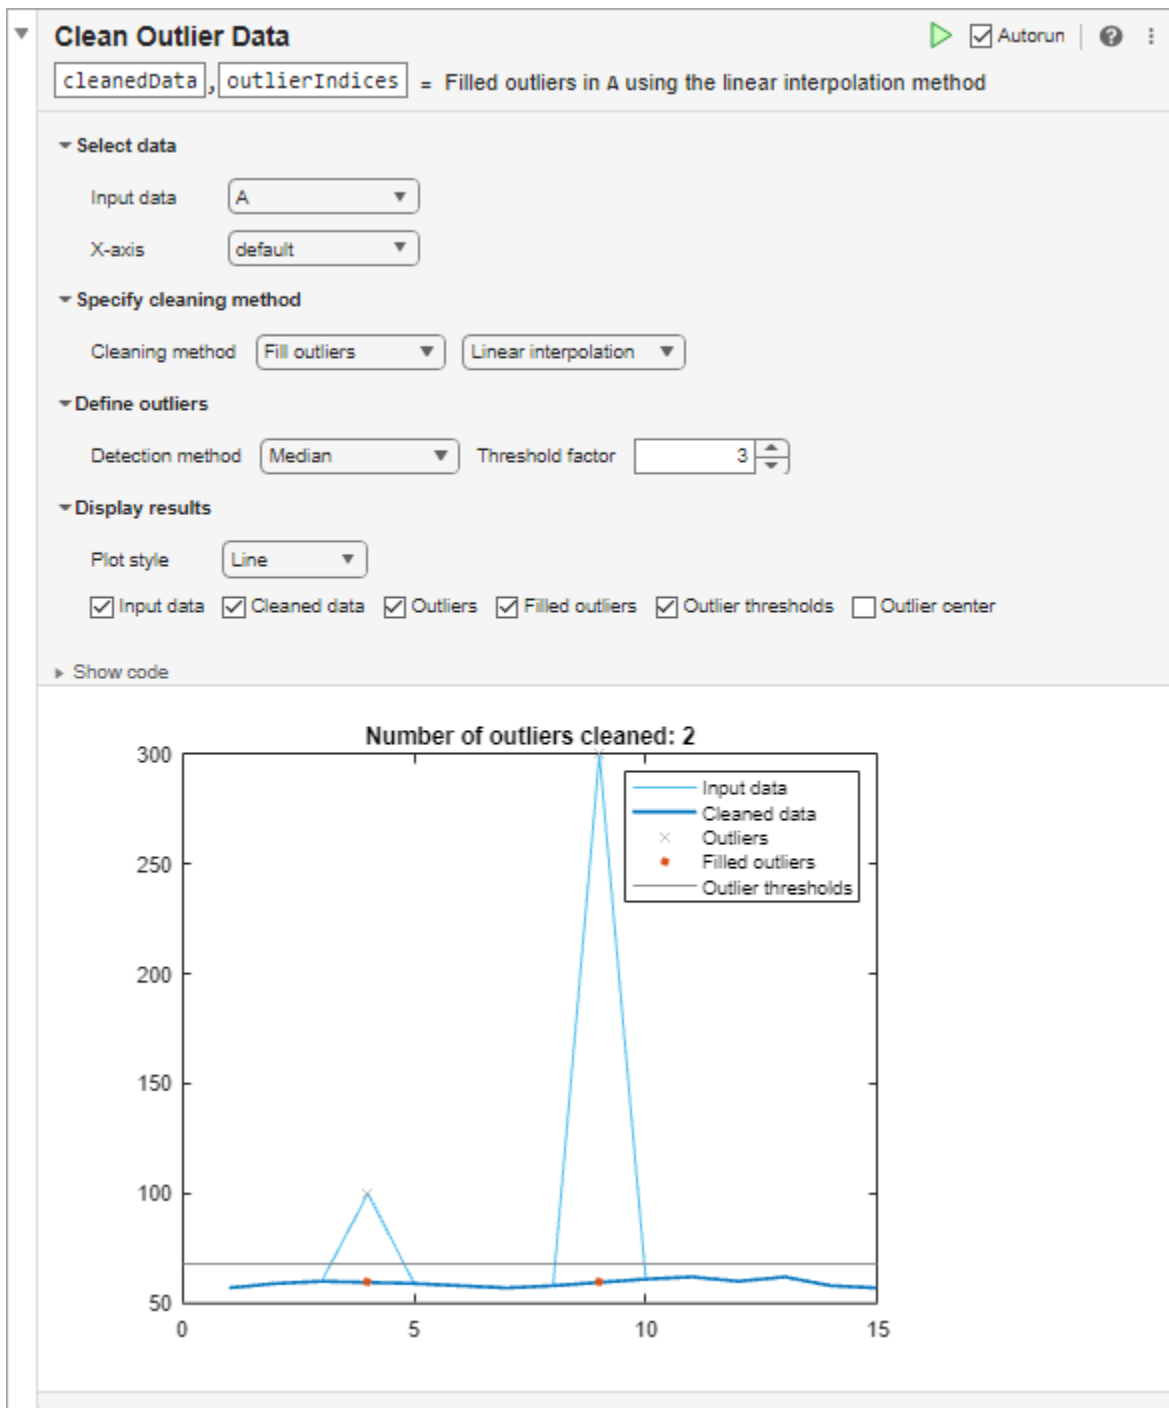 Clean Outlier Data Autorun
cleanedData , outlierIndices = Filled outliers in A using the linear interpolation method
Select data
Input data A
X-axis default
Specify cleaning method
Cleaning method Fill outliers Linear interpolation
Define outliers
Detection method Median Threshold factor 3
Display results
Plot style Line
Input data Cleaned data Outliers Filled outliers Outlier thresholds Outlier center
Show code
Number of outliers cleaned: 2
300
250
200
150
100
50
0 5 10 15
Input data
Cleaned data
Outliers
Filled outliers
Outlier thresholds